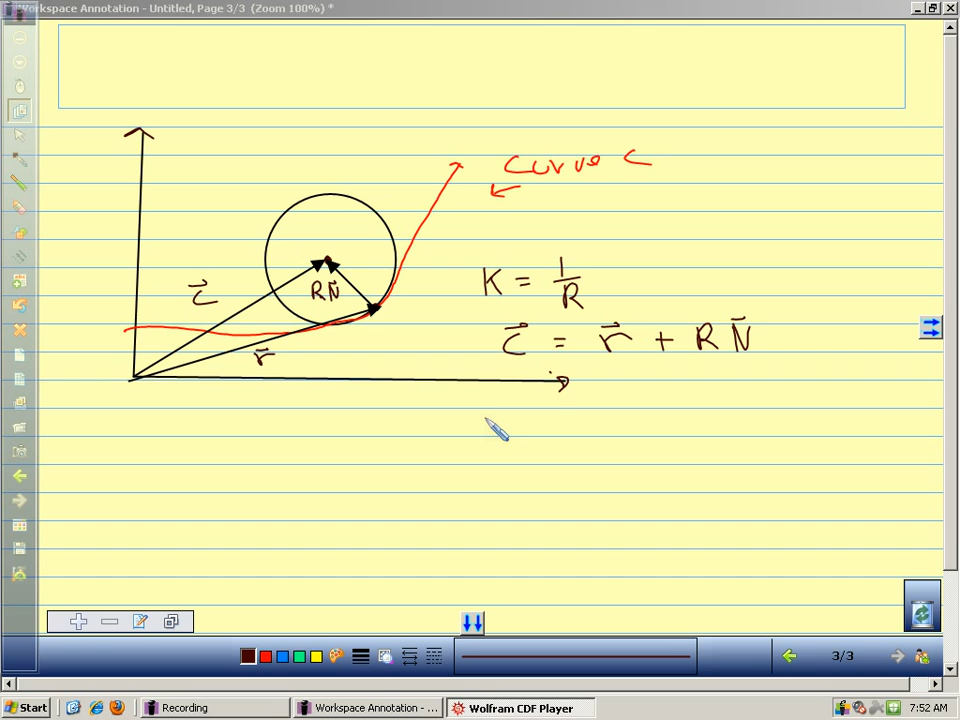 Workspace Annotation - Untitled, Page 3/3 (Zoom 100%) *
Curve C
K = 1/R
RN⃗
c⃗
c⃗ = r⃗ + RN⃗
r⃗
3/3
Start
Recording
Workspace Annotation - ...
Wolfram CDF Player
7:52 AM